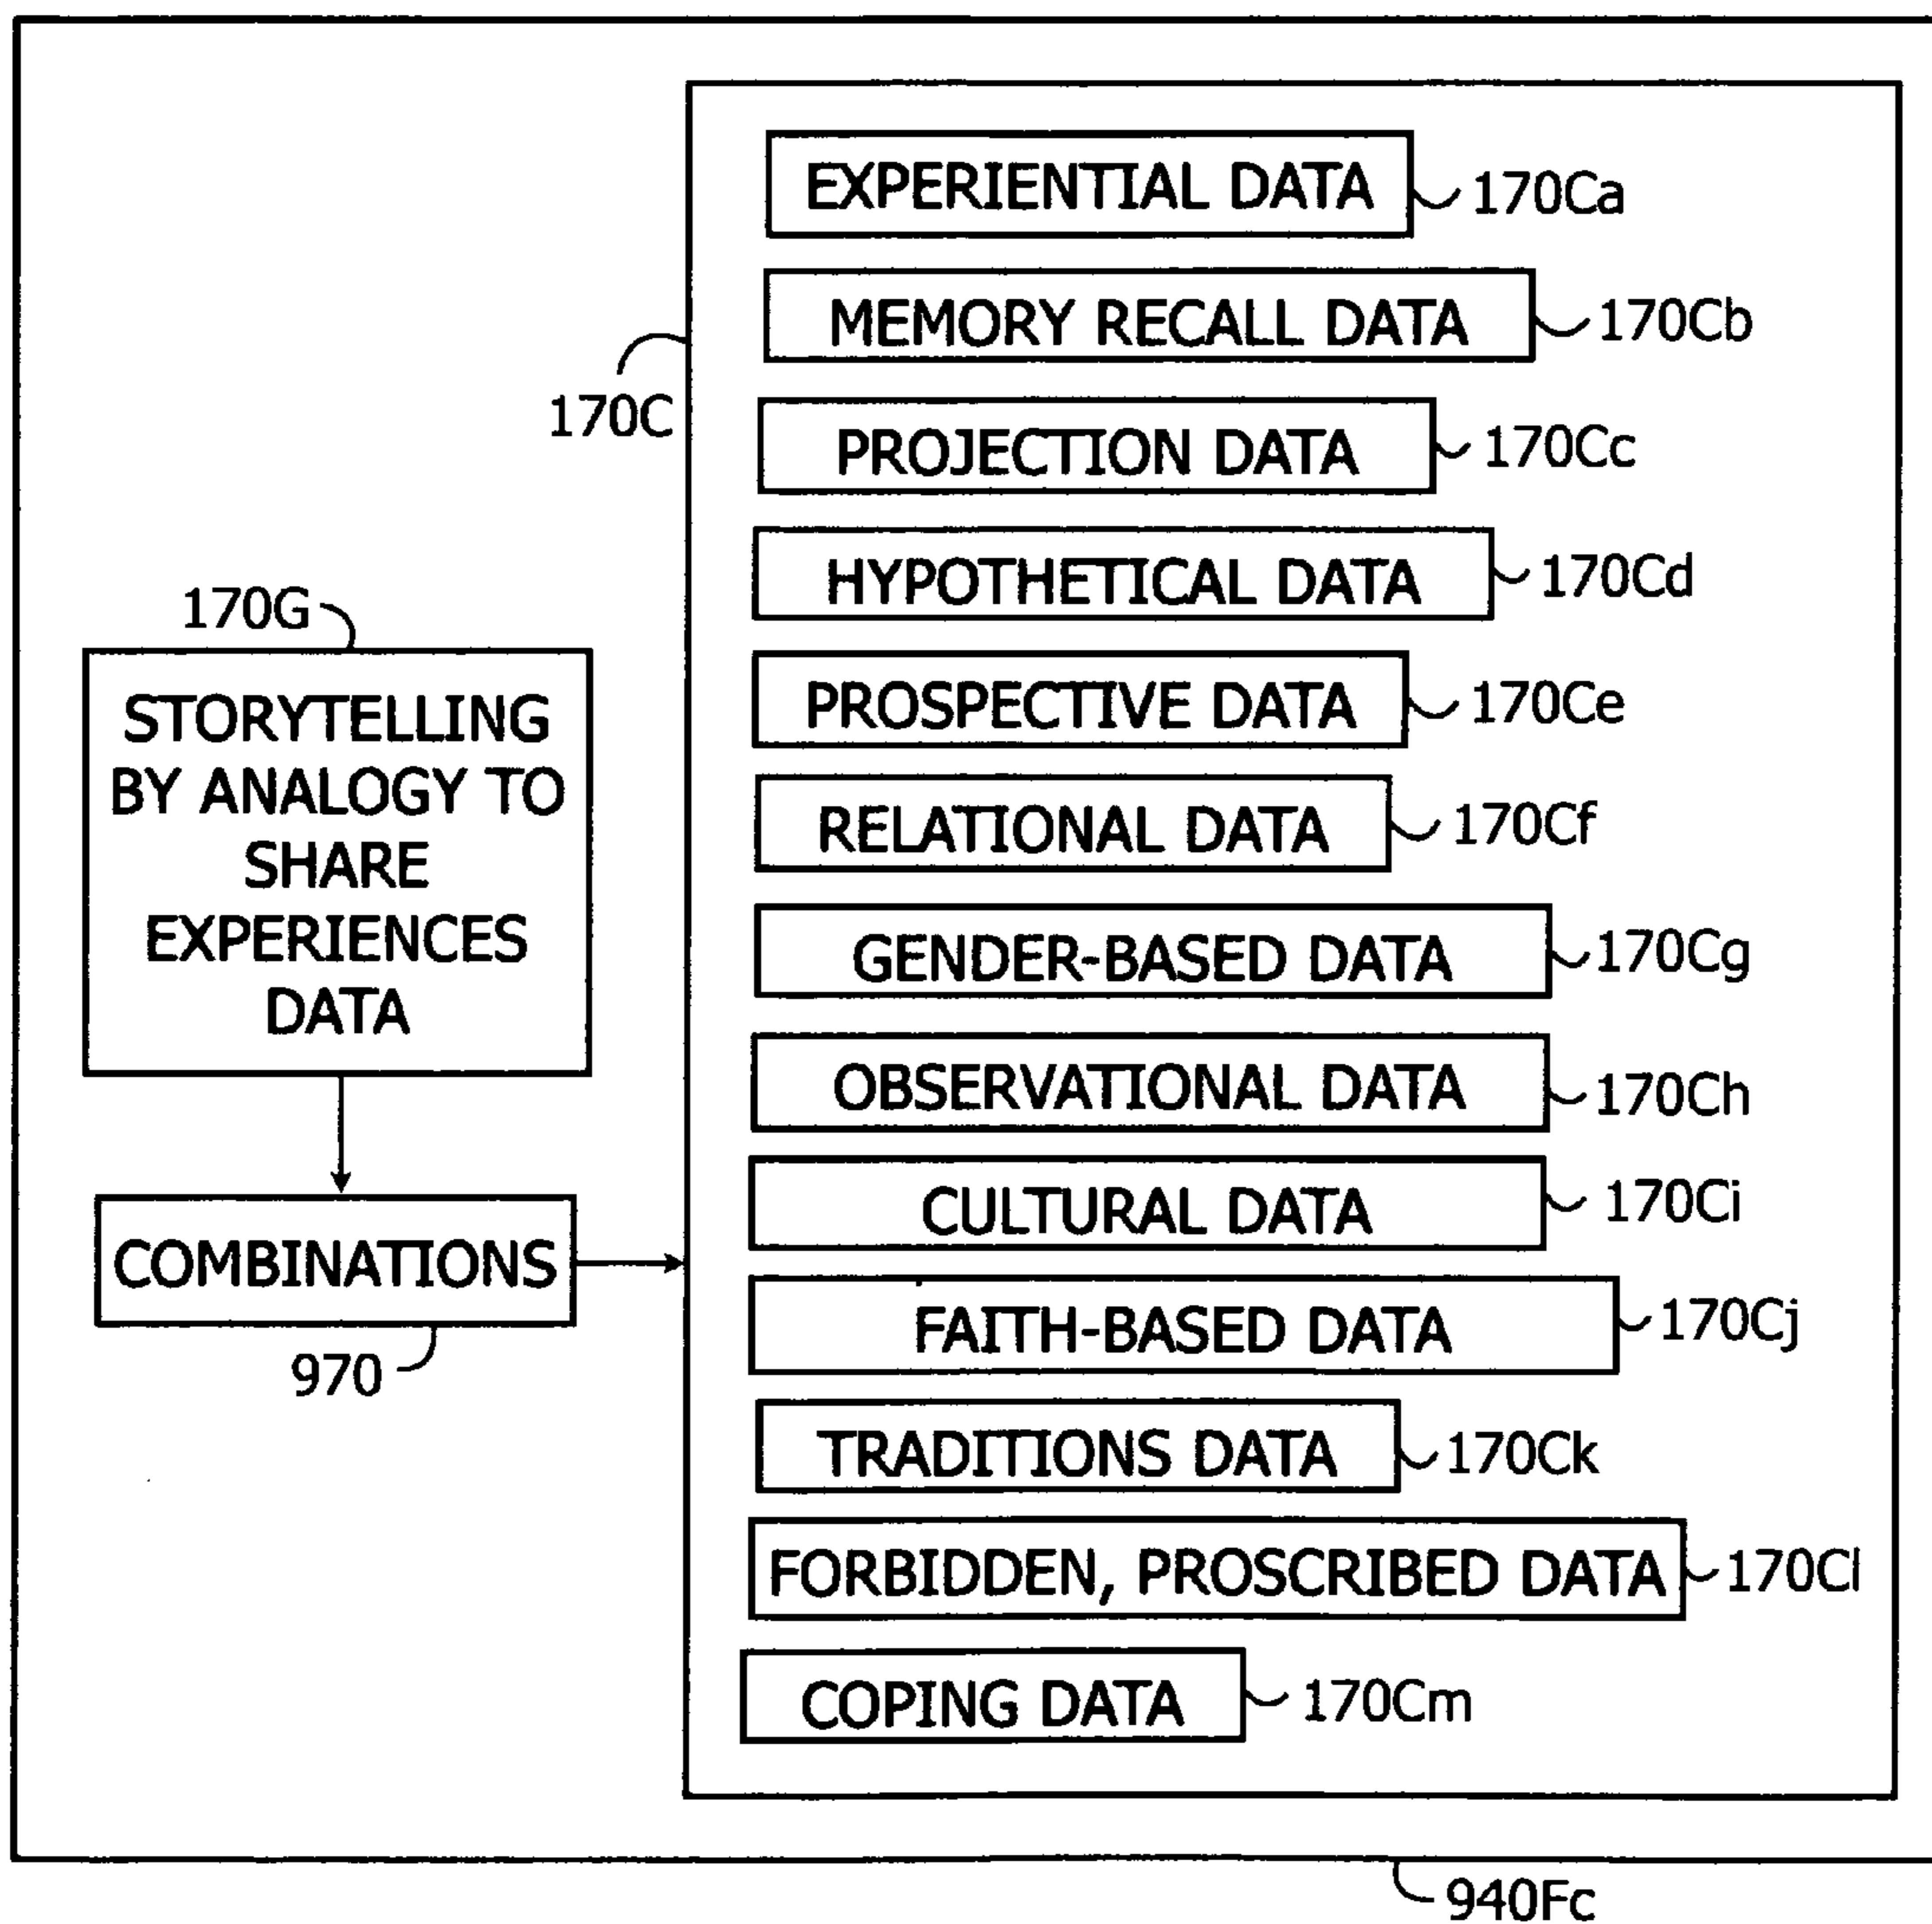 EXPERIENTIAL DATA 170Ca
MEMORY RECALL DATA 170Cb
170C
PROJECTION DATA 170Cc
HYPOTHETICAL DATA 170Cd
170G
STORYTELLING
BY ANALOGY TO
SHARE
EXPERIENCES
DATA
PROSPECTIVE DATA 170Ce
RELATIONAL DATA 170Cf
GENDER-BASED DATA 170Cg
OBSERVATIONAL DATA 170Ch
CULTURAL DATA 170Ci
COMBINATIONS
970
FAITH-BASED DATA 170Cj
TRADITIONS DATA 170Ck
FORBIDDEN, PROSCRIBED DATA 170Cl
COPING DATA 170Cm
940Fc